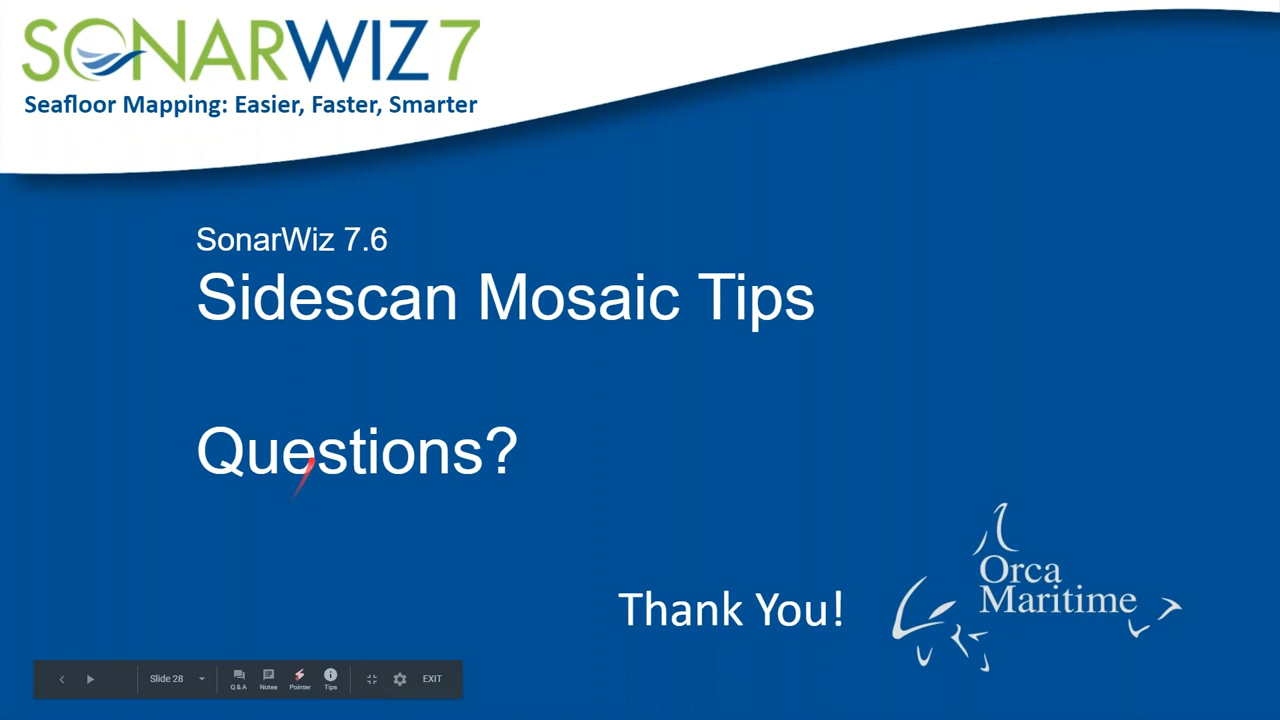 SONARWIZ 7
Seafloor Mapping: Easier, Faster, Smarter
SonarWiz 7.6
Sidescan Mosaic Tips
Questions?
Thank You!
Orca
Maritime
Slide 28
Q & A
Notes
Pointer
Tips
EXIT